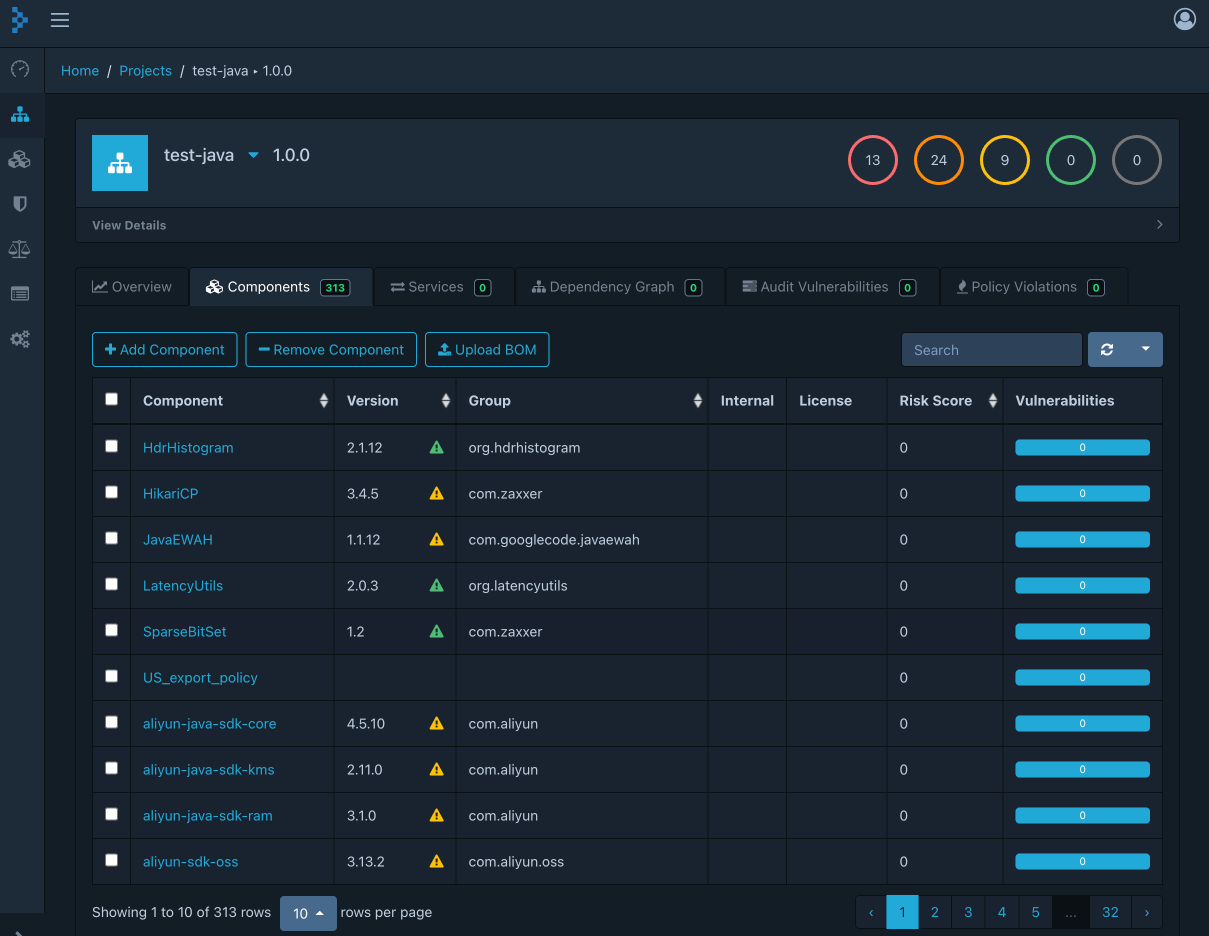 Home / Projects / test-java ‣ 1.0.0
test-java 1.0.0
13 24 9 0 0
View Details
Overview Components 313 Services 0 Dependency Graph 0 Audit Vulnerabilities 0 Policy Violations 0
+ Add Component − Remove Component Upload BOM Search
Component Version Group Internal License Risk Score Vulnerabilities
HdrHistogram 2.1.12 org.hdrhistogram 0 0
HikariCP 3.4.5 com.zaxxer 0 0
JavaEWAH 1.1.12 com.googlecode.javaewah 0 0
LatencyUtils 2.0.3 org.latencyutils 0 0
SparseBitSet 1.2 com.zaxxer 0 0
US_export_policy 0 0
aliyun-java-sdk-core 4.5.10 com.aliyun 0 0
aliyun-java-sdk-kms 2.11.0 com.aliyun 0 0
aliyun-java-sdk-ram 3.1.0 com.aliyun 0 0
aliyun-sdk-oss 3.13.2 com.aliyun.oss 0 0
Showing 1 to 10 of 313 rows 10 rows per page ‹ 1 2 3 4 5 ... 32 ›